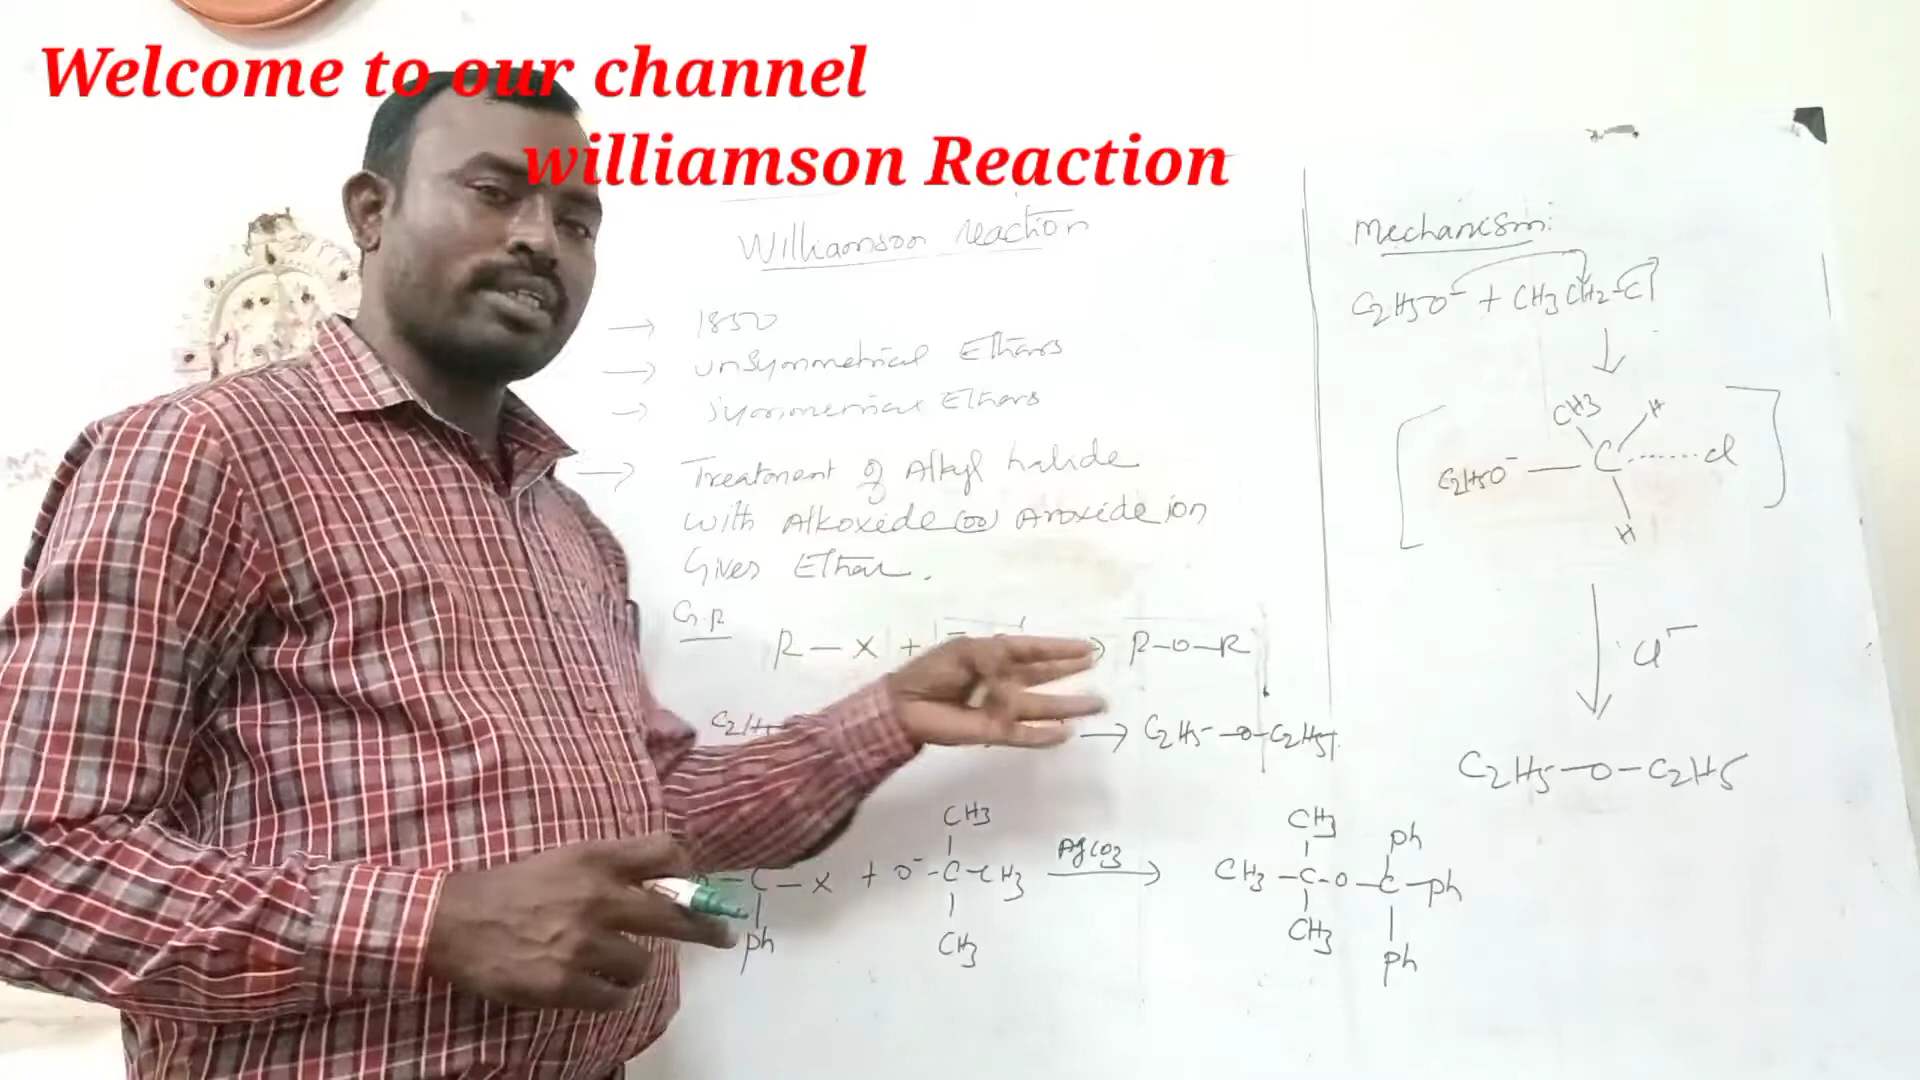 Welcome to our channel
williamson Reaction
Williamson reaction
→ 1850
→ unsymmetrical Ethers
→ symmetrical Ethers
→ Treatment of Alkyl halide
with Alkoxide (or) Aroxide ion
Gives Ether.
G.R
R—X +
→ R—O—R
→ C2H5—O—C2H5
CH3
—C—X + O⁻—C—CH3
AgCO3 →
Ph
CH3
CH3
Ph
CH3—C—O—C—Ph
CH3
Ph
Mechanism:
C2H5O⁻ + CH3CH2—Cl
↓
CH3 H
C2H5O⁻—C......Cl
H
↓ Cl⁻
C2H5—O—C2H5